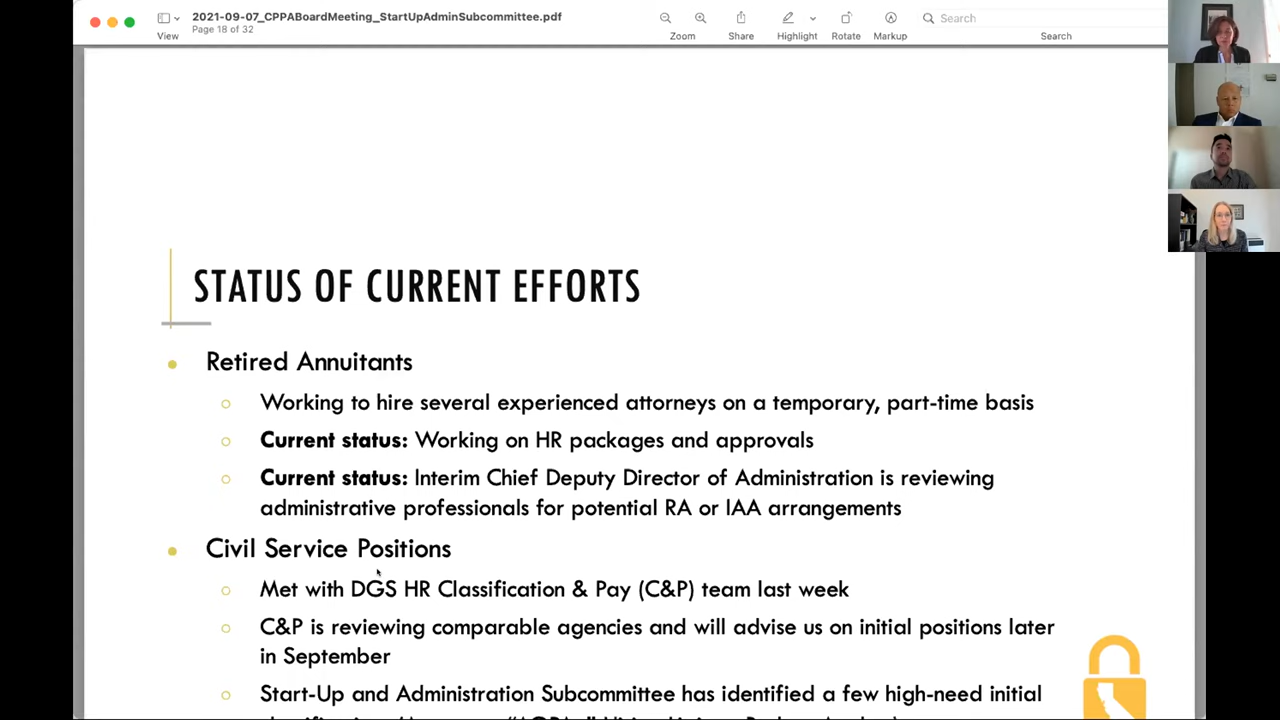 2021-09-07_CPPABoardMeeting_StartUpAdminSubcommittee.pdf
Page 18 of 32
View
Zoom
Share
Highlight
Rotate
Markup
Search
Search
STATUS OF CURRENT EFFORTS
Retired Annuitants
Working to hire several experienced attorneys on a temporary, part-time basis
Current status: Working on HR packages and approvals
Current status: Interim Chief Deputy Director of Administration is reviewing
administrative professionals for potential RA or IAA arrangements
Civil Service Positions
Met with DGS HR Classification & Pay (C&P) team last week
C&P is reviewing comparable agencies and will advise us on initial positions later
in September
Start-Up and Administration Subcommittee has identified a few high-need initial